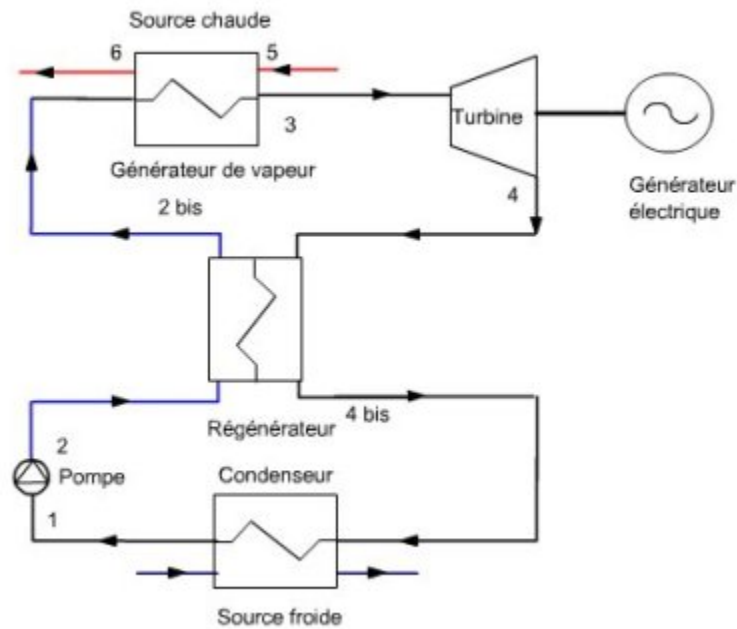 Source chaude
6
5
3
Turbine
Générateur de vapeur
4
Générateur
électrique
2 bis
4 bis
Régénérateur
2
Condenseur
Pompe
1
Source froide